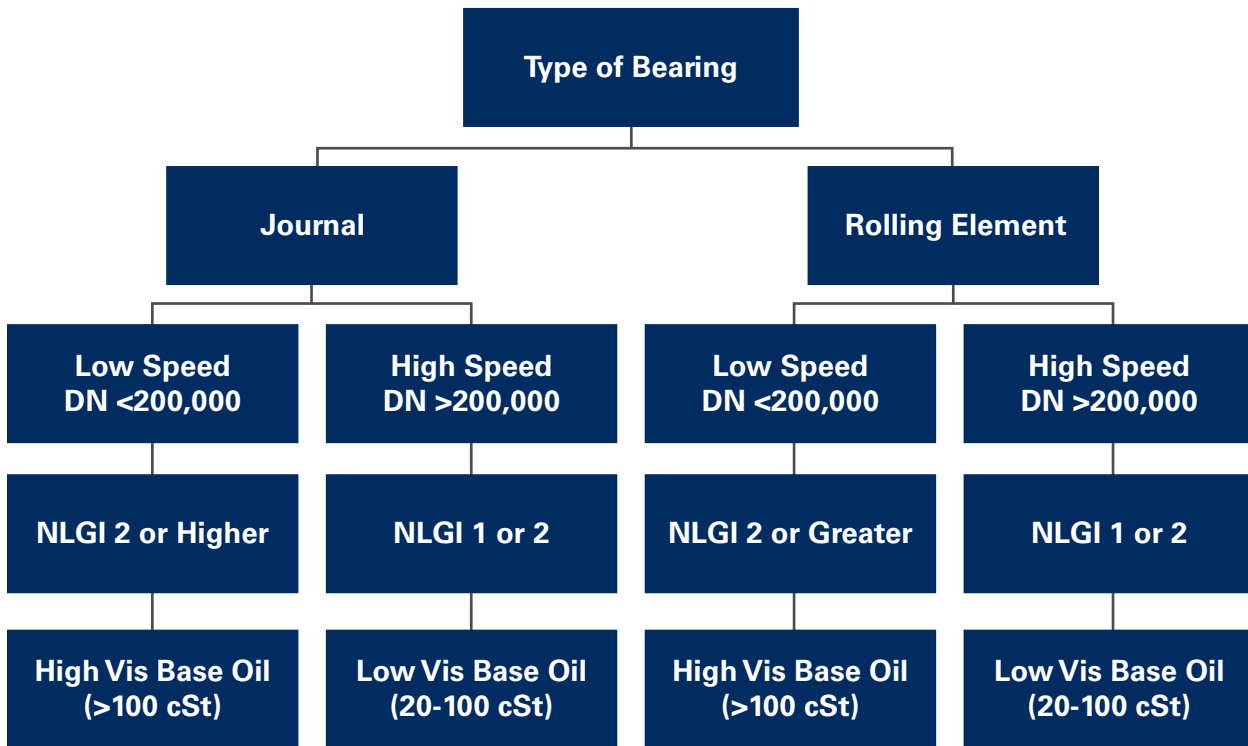 Type of Bearing
Journal
Rolling Element
Low Speed
DN <200,000
High Speed
DN >200,000
Low Speed
DN <200,000
High Speed
DN >200,000
NLGI 2 or Higher
NLGI 1 or 2
NLGI 2 or Greater
NLGI 1 or 2
High Vis Base Oil
(>100 cSt)
Low Vis Base Oil
(20-100 cSt)
High Vis Base Oil
(>100 cSt)
Low Vis Base Oil
(20-100 cSt)